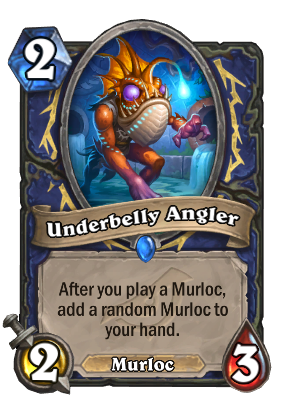 2
Underbelly Angler
After you play a Murloc,
add a random Murloc to
your hand.
2
Murloc
3